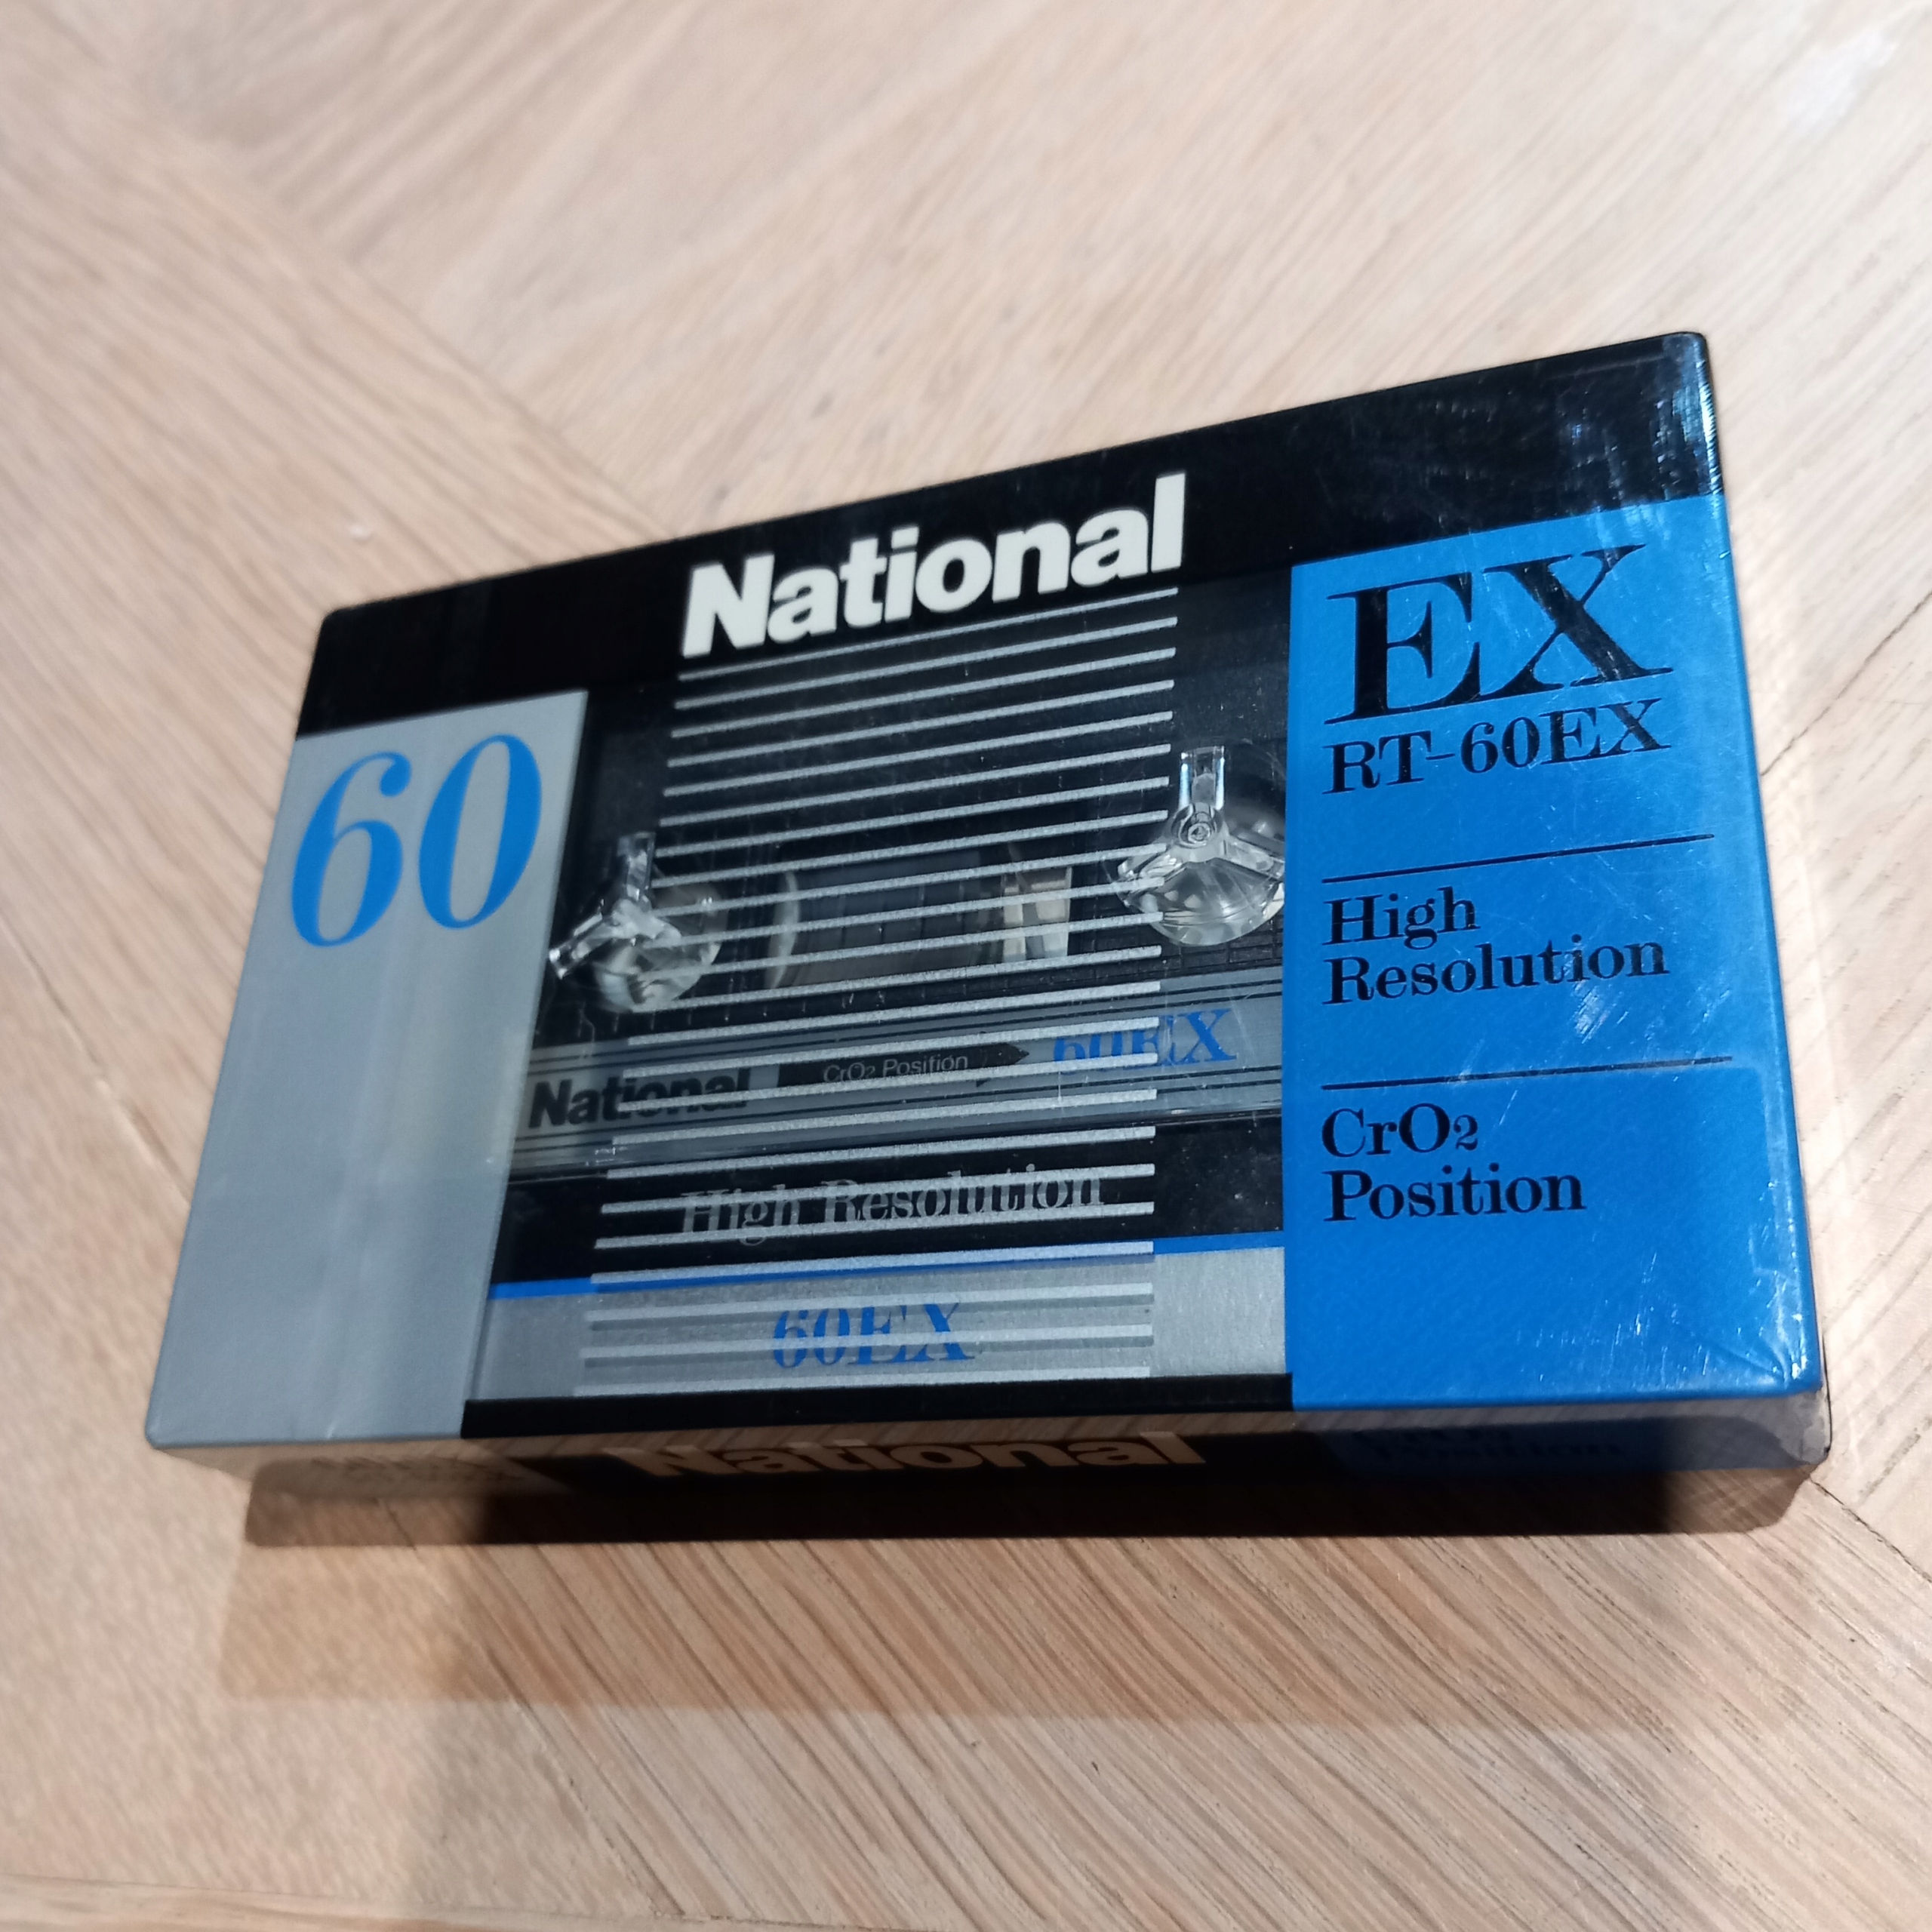 National
60
EX
RT-60EX
High
Resolution
CrO2
Position
National
CrO2 Position
60EX
High Resolution
60EX
National